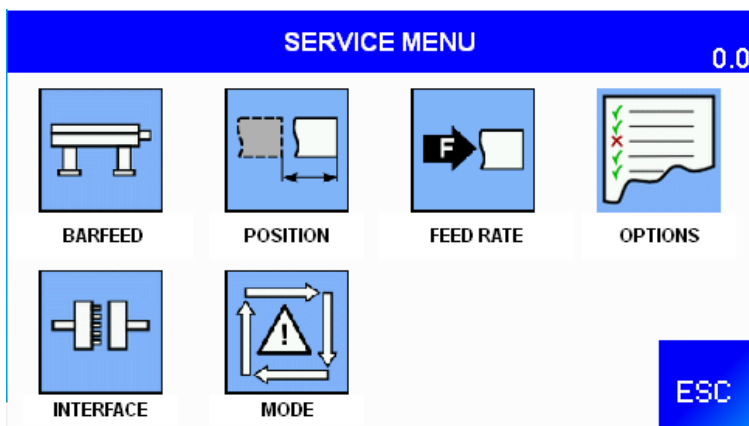 SERVICE MENU
0.0
BARFEED
POSITION
F
FEED RATE
OPTIONS
INTERFACE
!
MODE
ESC